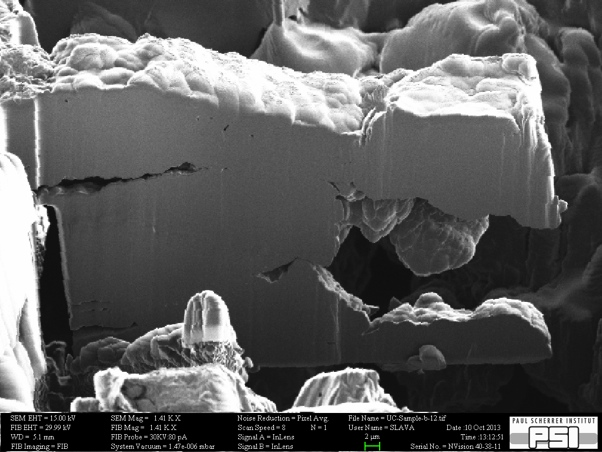 SEM EHT = 15.00 kV SEM Mag = 1.41 K X Noise Reduction = Pixel Avg. File Name = UC-Sample-b-12.tif
FIB EHT = 29.99 kV FIB Mag = 1.41 K X Scan Speed = 8 N = 1 User Name = SLAVA Date :10 Oct 2013
WD = 5.1 mm FIB Probe = 30KV:80 pA Signal A = InLens 2 µm Time :13:12:51
FIB Imaging = FIB System Vacuum = 1.47e-006 mbar Signal B = InLens Serial No. = NVision 40-38-11
PAUL SCHERRER INSTITUT
PSI